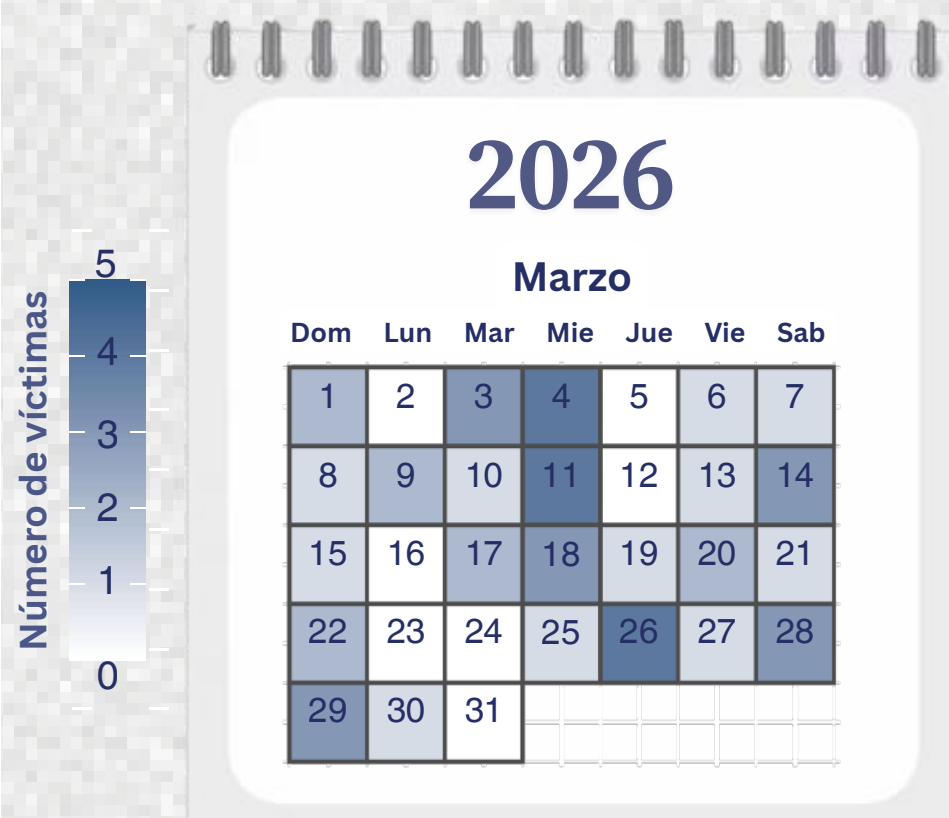 2026
Marzo
Dom Lun Mar Mie Jue Vie Sab
1 2 3 4 5 6 7
8 9 10 11 12 13 14
15 16 17 18 19 20 21
22 23 24 25 26 27 28
29 30 31
Número de víctimas
5
4
3
2
1
0